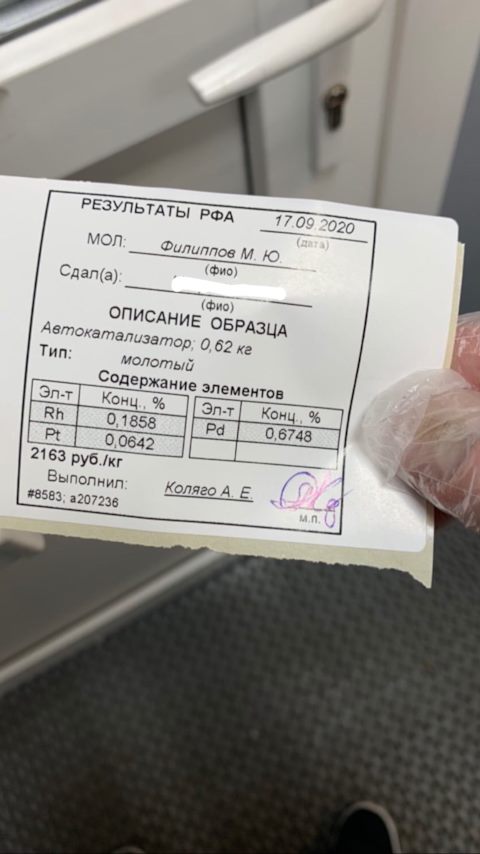 РЕЗУЛЬТАТЫ РФА 17.09.2020
(дата)
МОЛ: Филиппов М. Ю.
(фио)
Сдал(а):
(фио)
ОПИСАНИЕ ОБРАЗЦА
Автокатализатор; 0,62 кг
Тип: молотый
Содержание элементов
Эл-т Конц., % Эл-т Конц., %
Rh 0,1858 Pd 0,6748
Pt 0,0642
2163 руб./кг
Выполнил: Коляго А. Е.
#8583; a207236 м.п.